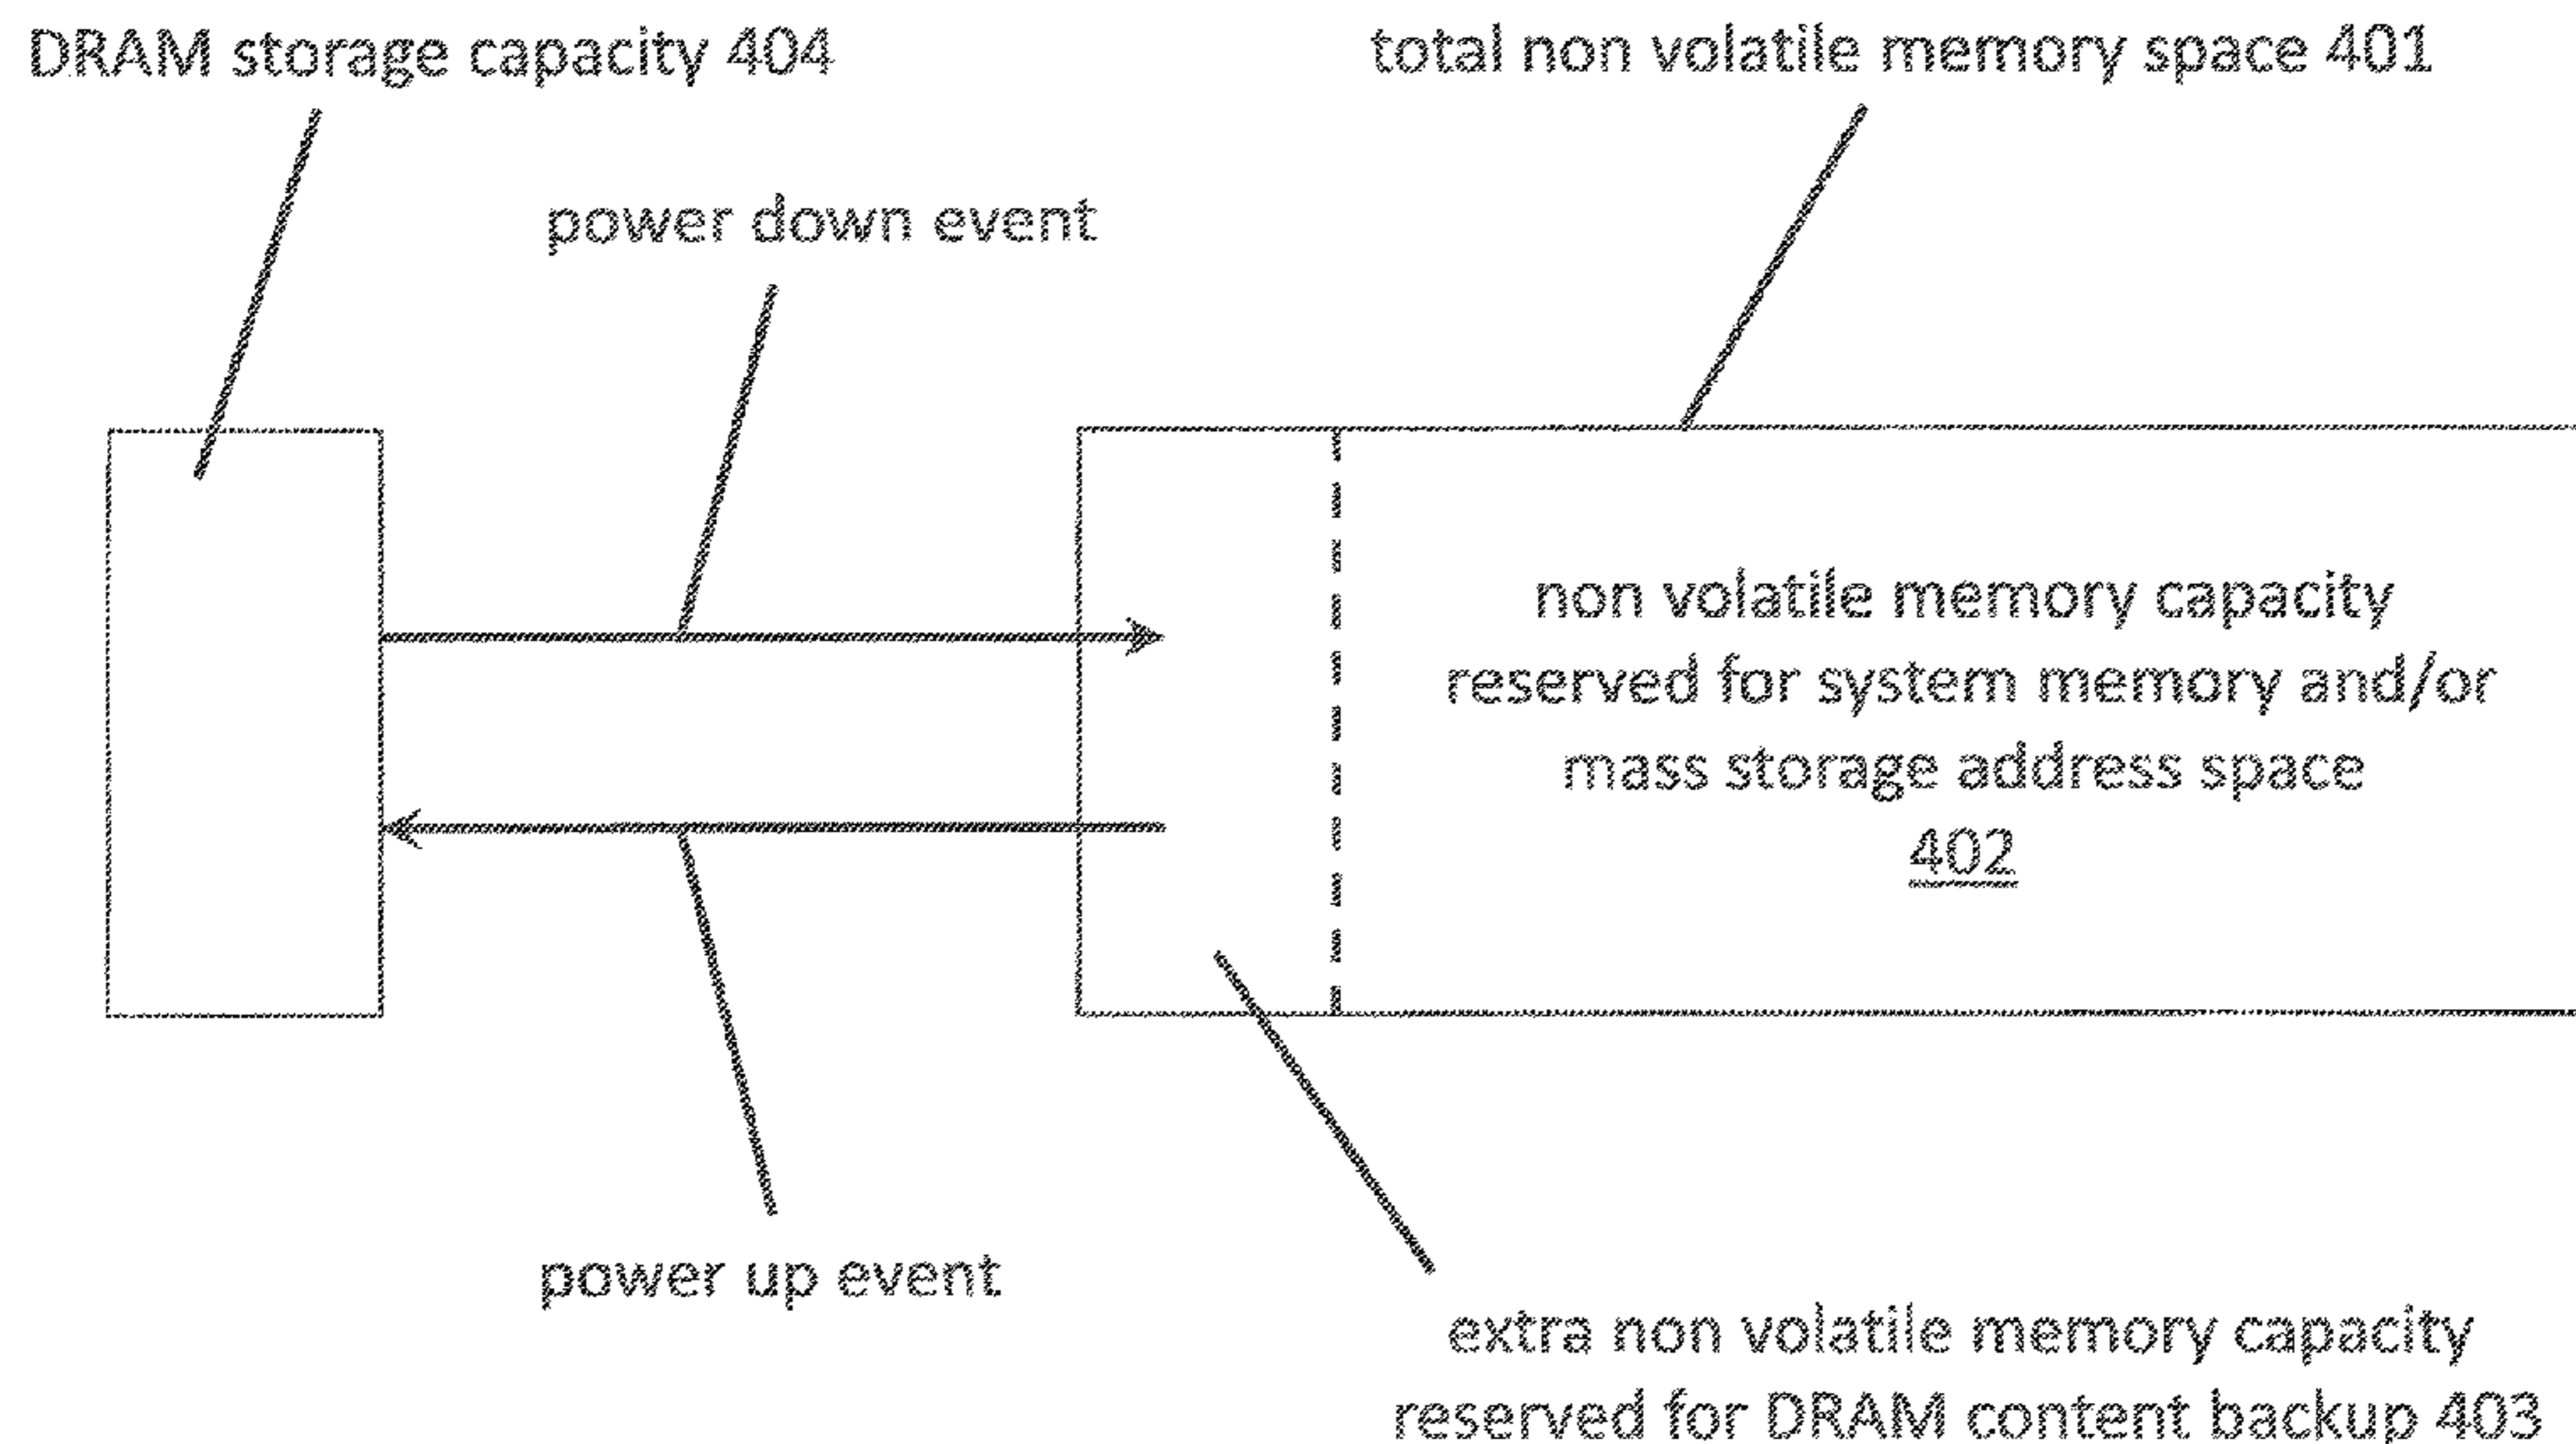 DRAM storage capacity 404
total non volatile memory space 401
power down event
non volatile memory capacity
reserved for system memory and/or
mass storage address space
402
power up event
extra non volatile memory capacity
reserved for DRAM content backup 403